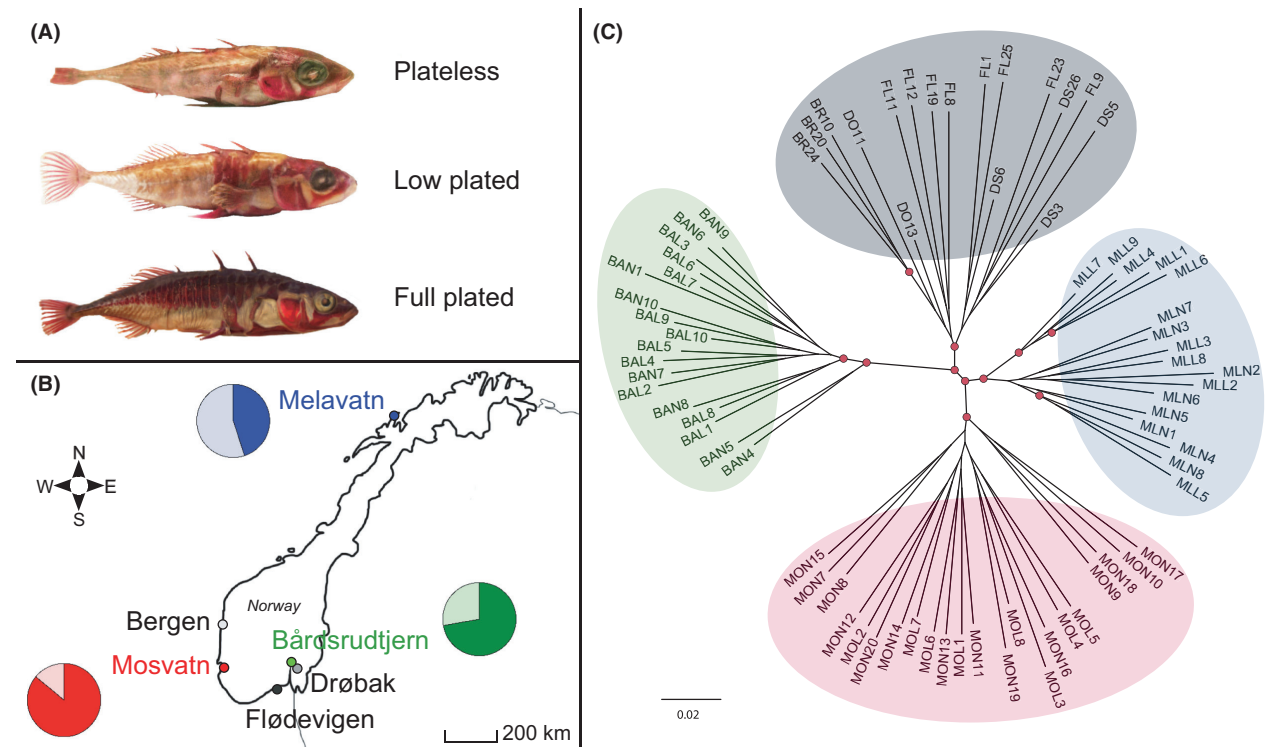 (A)
Plateless
Low plated
Full plated
(B)
Melavatn
N
W
E
S
Norway
Bergen
Bårdsrudtjern
Mosvatn
Drøbak
Flødevigen
200 km
(C)
BR10
BR20
BR24
DO11
DO13
FL11
FL12
FL19
FL8
FL1
FL25
DS6
FL23
DS26
FL9
DS5
DS3
BAN9
BAN6
BAL3
BAL6
BAL7
BAN1
BAN10
BAL9
BAL10
BAL5
BAL4
BAN7
BAL2
BAN8
BAL8
BAL1
BAN5
BAN4
MLL7
MLL9
MLL4
MLL1
MLL6
MLN7
MLN3
MLL3
MLL8
MLN2
MLL2
MLN6
MLN5
MLN1
MLN4
MLN8
MLL5
MON15
MON7
MON8
MON12
MOL2
MON20
MON14
MOL7
MOL6
MON13
MOL1
MON11
MOL8
MON19
MOL3
MON16
MOL4
MOL5
MON9
MON18
MON10
MON17
0.02